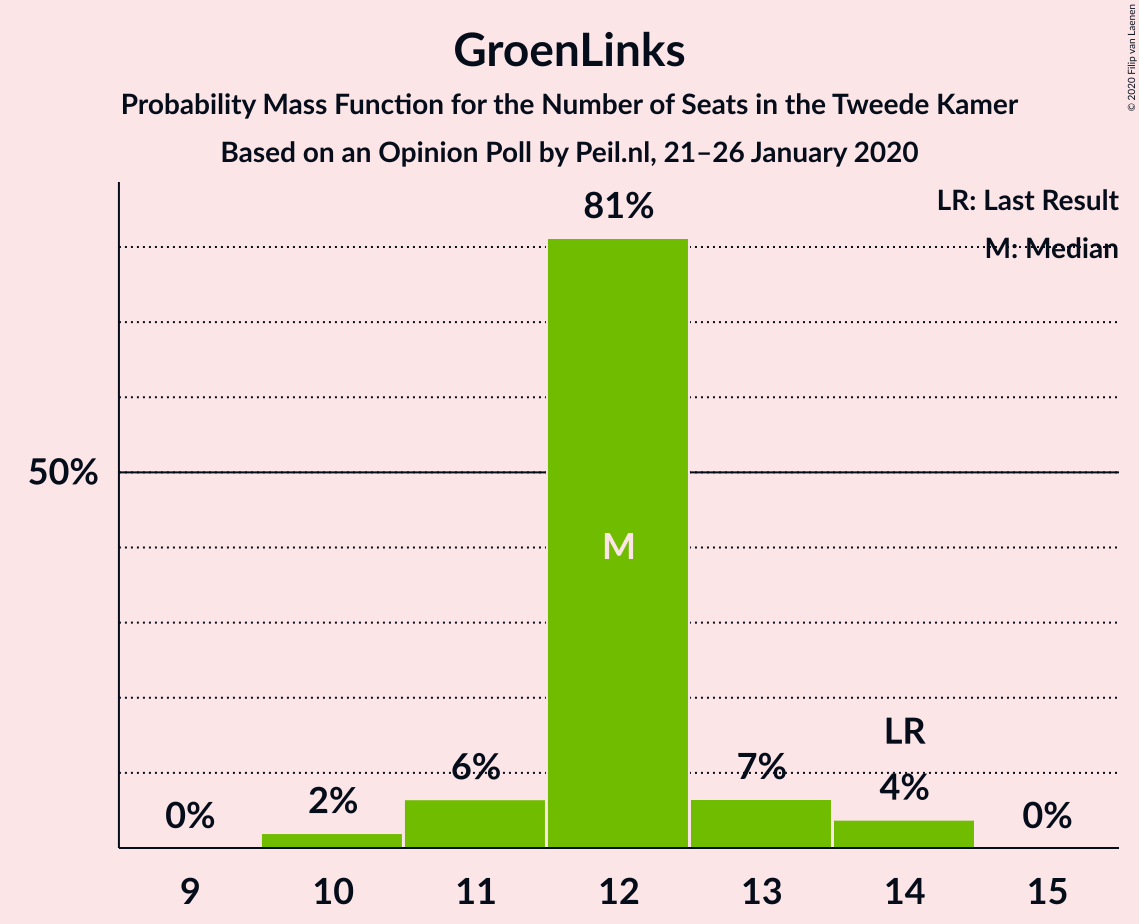 GroenLinks
Probability Mass Function for the Number of Seats in the Tweede Kamer
Based on an Opinion Poll by Peil.nl, 21–26 January 2020
© 2020 Filip van Laenen
LR: Last Result
M: Median
81%
50%
M
LR
0%
2%
6%
7%
4%
0%
9
10
11
12
13
14
15